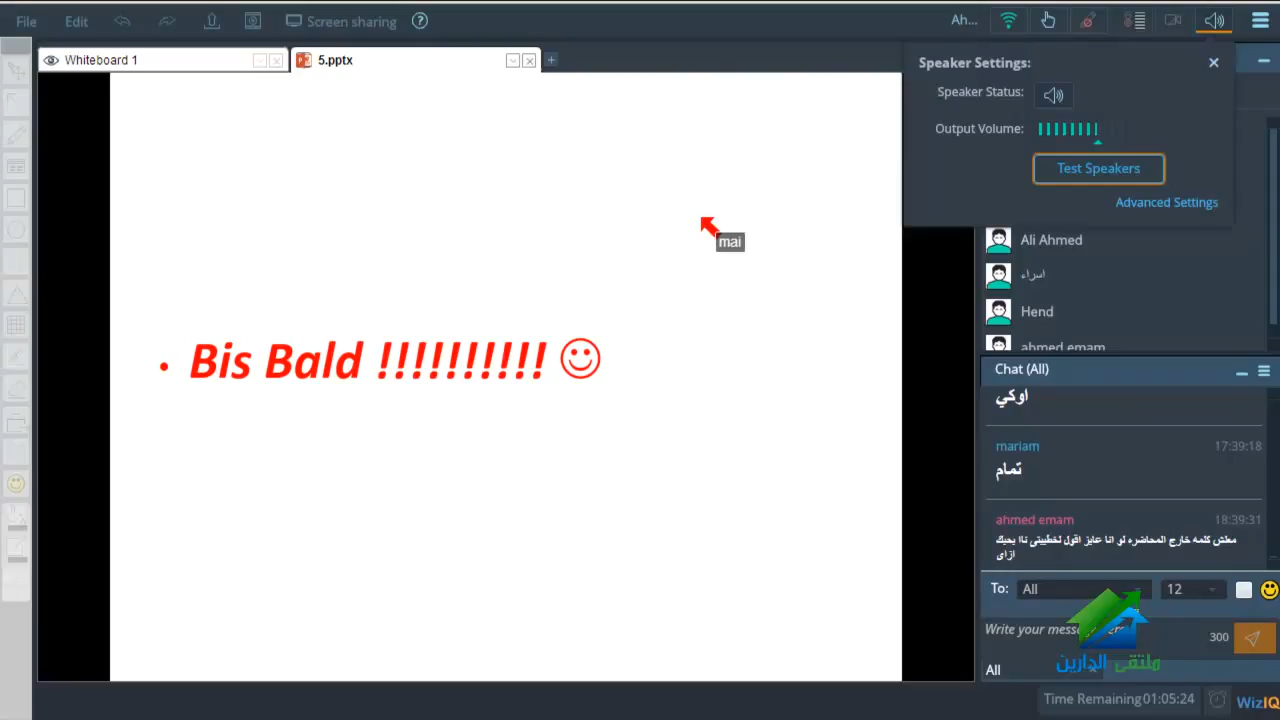 File Edit Screen sharing ? Ah...
Whiteboard 1
5.pptx
Speaker Settings:
Speaker Status:
Output Volume:
Test Speakers
Advanced Settings
mai
• Bis Bald !!!!!!!!!! ☺
Ali Ahmed
اسراء
Hend
ahmed emam
Chat (All)
اوكي
mariam 17:39:18
تمام
ahmed emam 18:39:31
معلش كلمه خارج المحاضره لو انا عايز اقول لخطيبتى انا بحبك
ازاى
To: All 12
Write your message here 300
ملتقى الدارين
All
Time Remaining 01:05:24
WizIQ